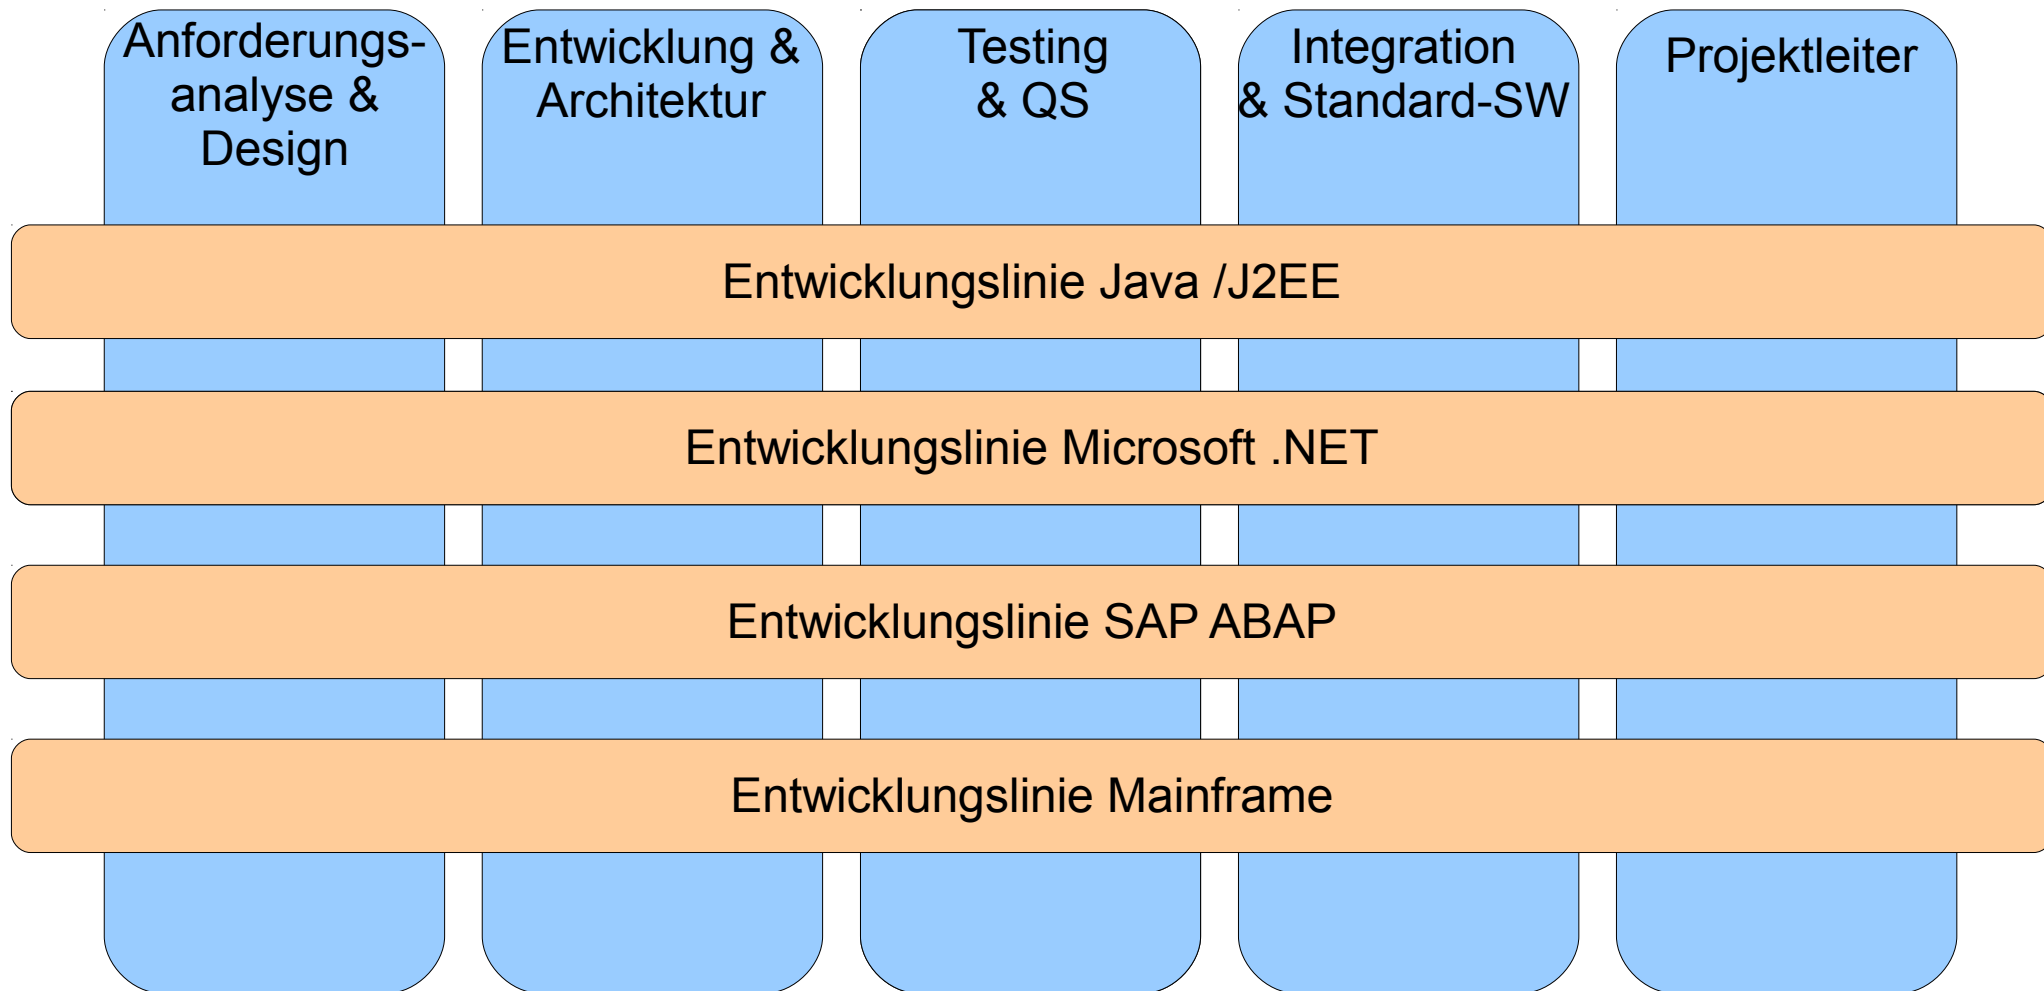 Anforderungs-
analyse &
Design
Entwicklung &
Architektur
Testing
& QS
Integration
& Standard-SW
Projektleiter
Entwicklungslinie Java /J2EE
Entwicklungslinie Microsoft .NET
Entwicklungslinie SAP ABAP
Entwicklungslinie Mainframe